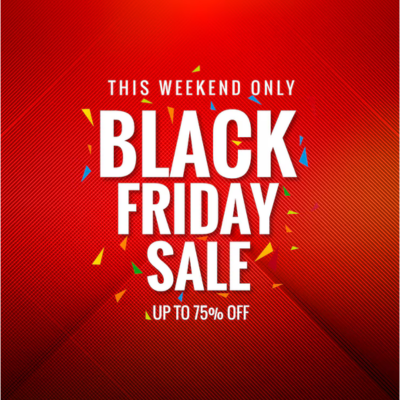 THIS WEEKEND ONLY
BLACK
FRIDAY
SALE
UP TO 75% OFF